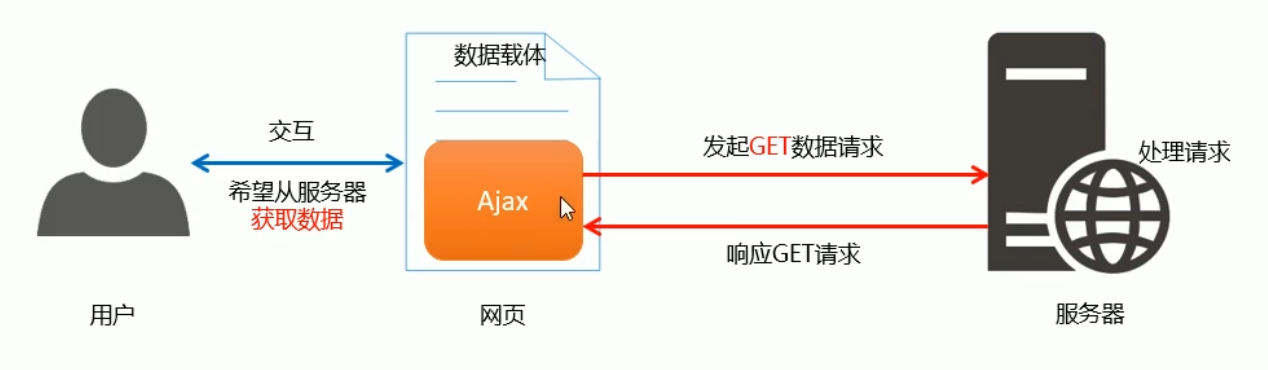 数据载体
交互
希望从服务器
获取数据
Ajax
发起GET数据请求
响应GET请求
处理请求
用户
网页
服务器